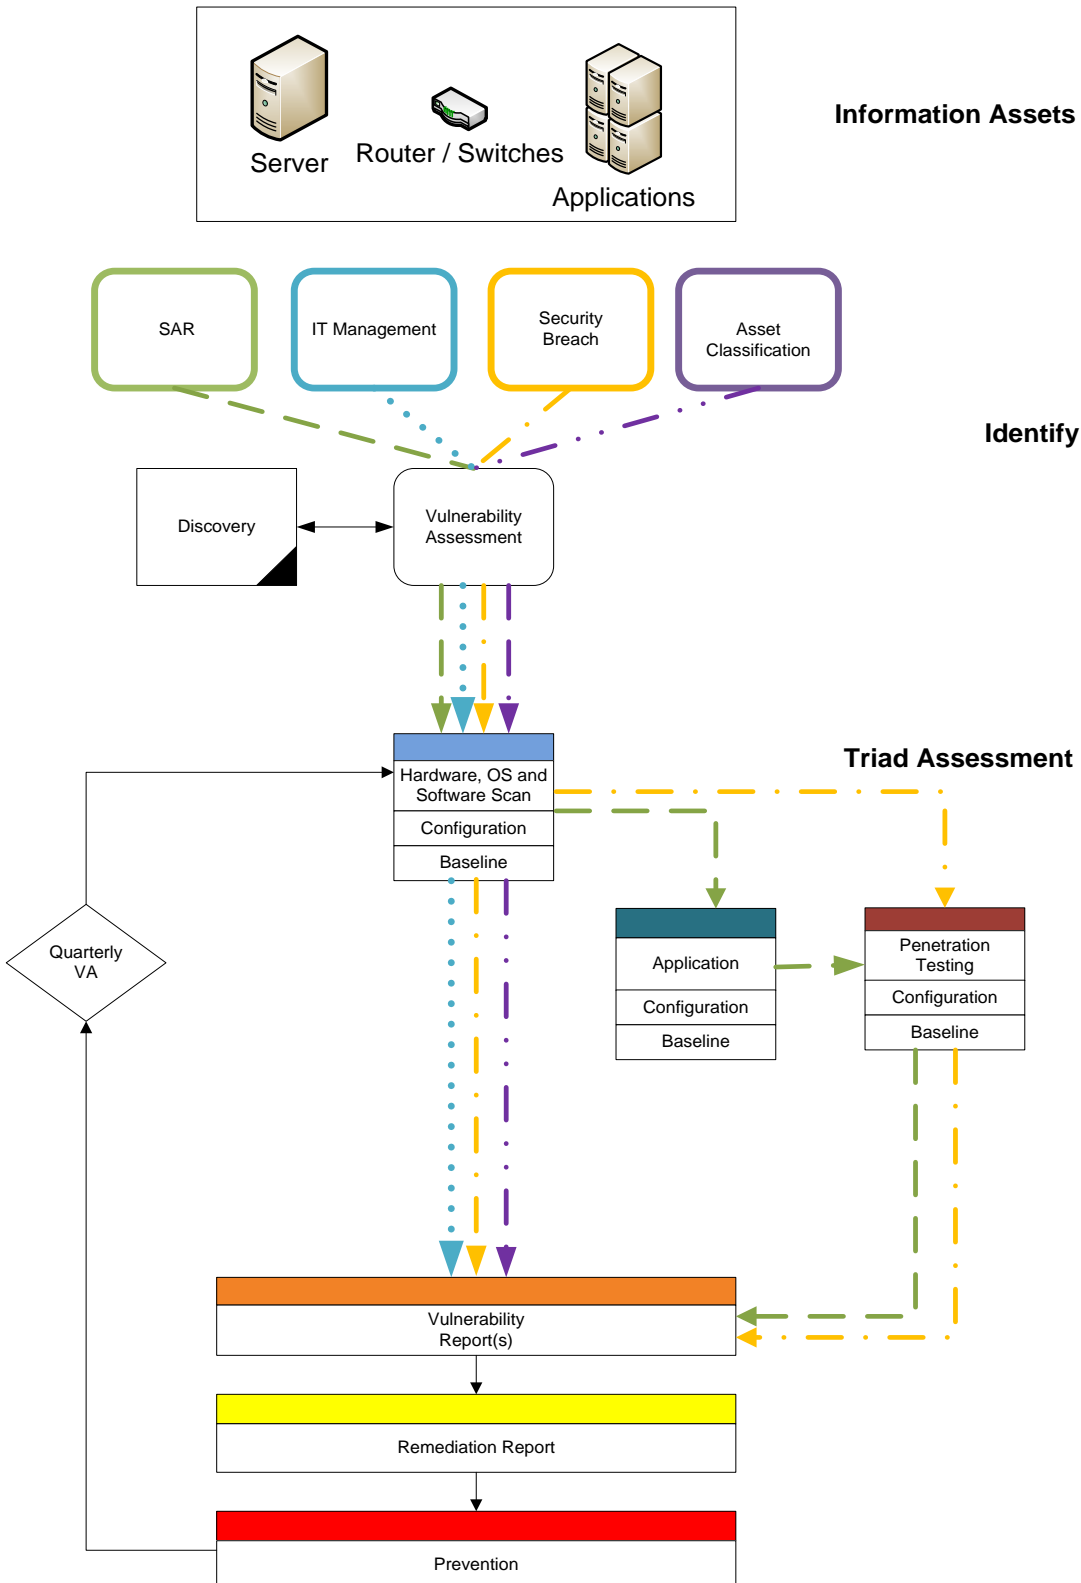 Information Assets
Server
Router / Switches
Applications
SAR
IT Management
Security
Breach
Asset
Classification
Identify
Discovery
Vulnerability
Assessment
Triad Assessment
Hardware, OS and
Software Scan
Configuration
Baseline
Quarterly
VA
Application
Configuration
Baseline
Penetration
Testing
Configuration
Baseline
Vulnerability
Report(s)
Remediation Report
Prevention